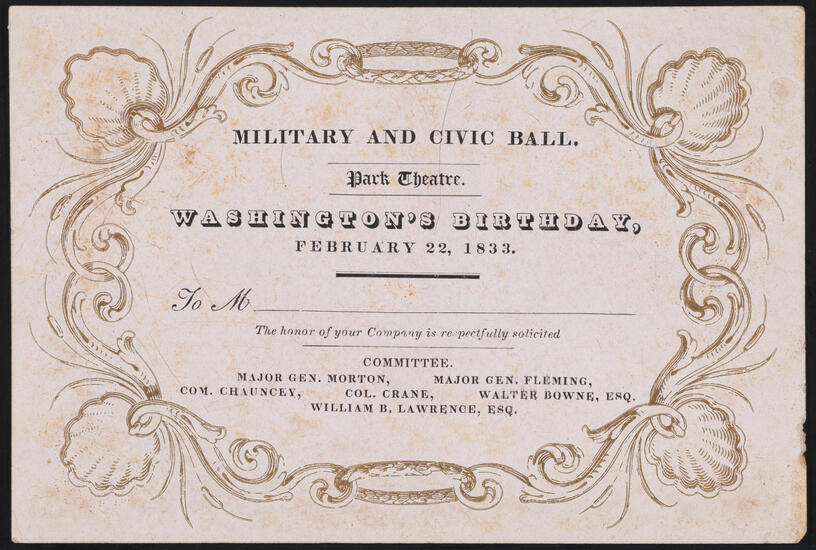 MILITARY AND CIVIC BALL.
Park Theatre.
WASHINGTON'S BIRTHDAY,
FEBRUARY 22, 1833.
To M
The honor of your Company is respectfully solicited
COMMITTEE.
MAJOR GEN. MORTON, MAJOR GEN. FLEMING,
COM. CHAUNCEY, COL. CRANE, WALTER BOWNE, ESQ.
WILLIAM B. LAWRENCE, ESQ.